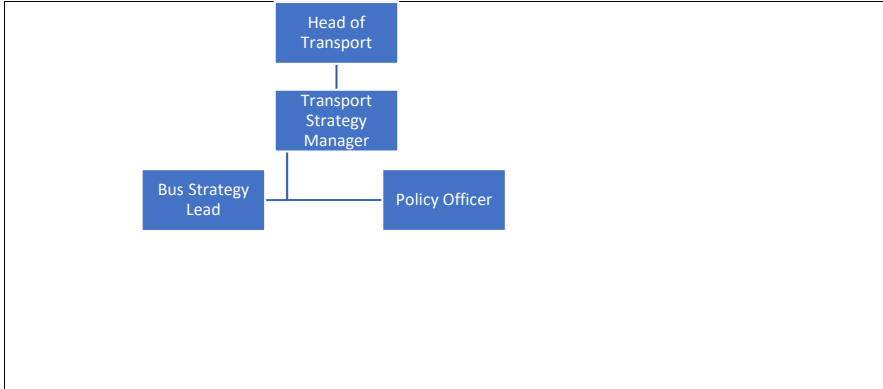 Head of
Transport
Transport
Strategy
Manager
Bus Strategy
Lead
Policy Officer